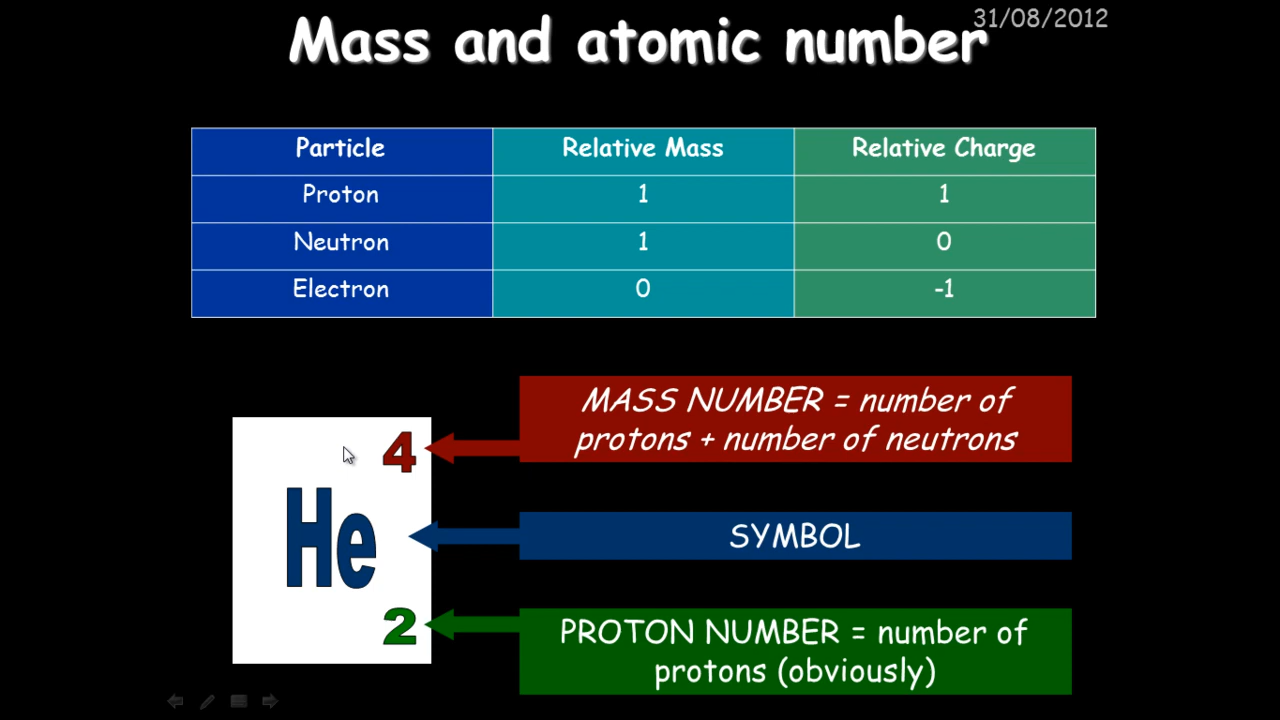 31/08/2012
Mass and atomic number
Particle Relative Mass Relative Charge
Proton 1 1
Neutron 1 0
Electron 0 -1
MASS NUMBER = number of
protons + number of neutrons
4
He
SYMBOL
2
PROTON NUMBER = number of
protons (obviously)